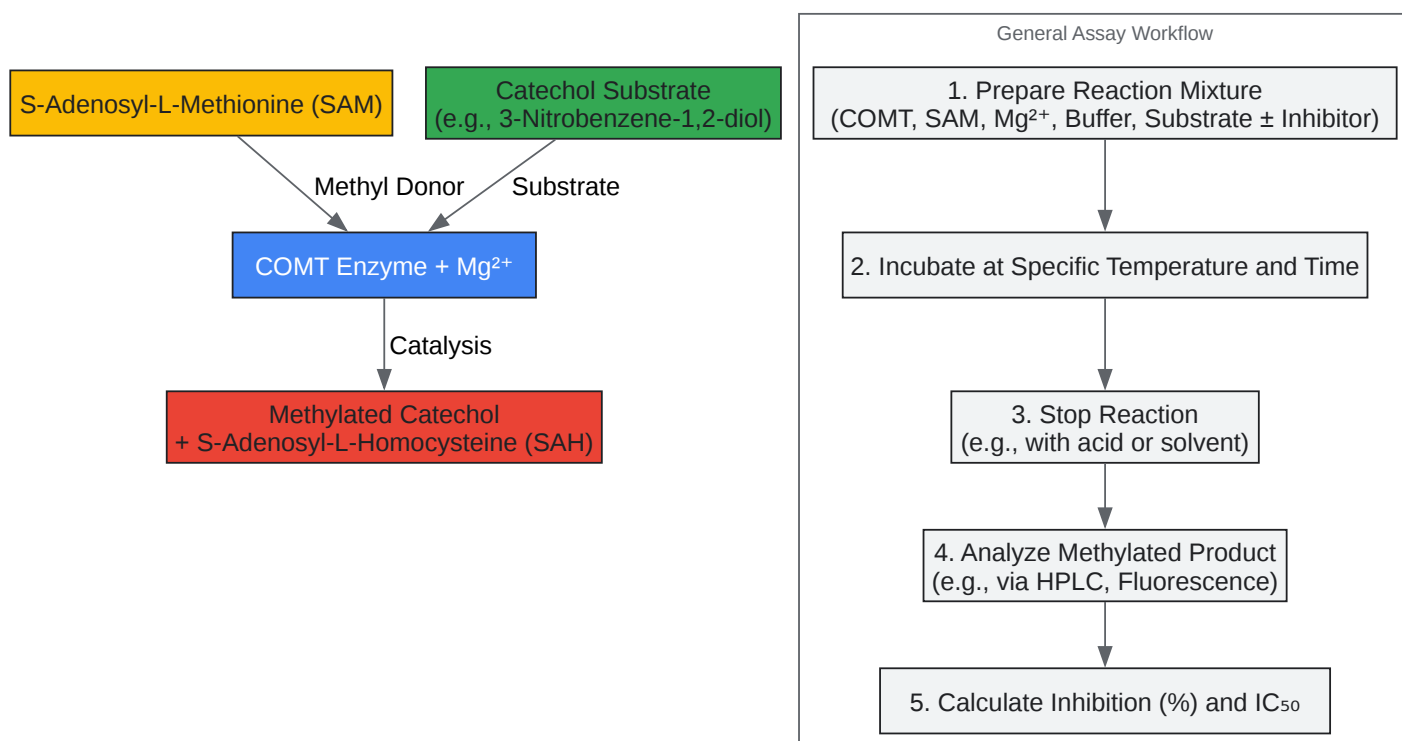 S-Adenosyl-L-Methionine (SAM)
Catechol Substrate
(e.g., 3-Nitrobenzene-1,2-diol)
Methyl Donor
Substrate
COMT Enzyme + Mg²⁺
Catalysis
Methylated Catechol
+ S-Adenosyl-L-Homocysteine (SAH)
General Assay Workflow
1. Prepare Reaction Mixture
(COMT, SAM, Mg²⁺, Buffer, Substrate ± Inhibitor)
2. Incubate at Specific Temperature and Time
3. Stop Reaction
(e.g., with acid or solvent)
4. Analyze Methylated Product
(e.g., via HPLC, Fluorescence)
5. Calculate Inhibition (%) and IC₅₀